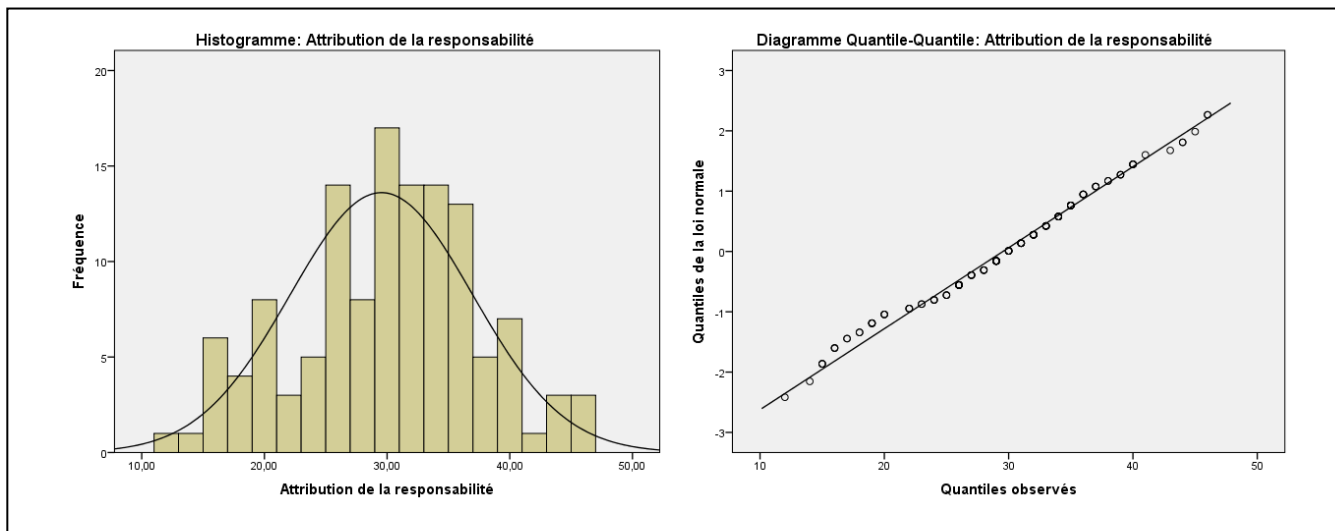 Histogramme: Attribution de la responsabilité
20
15
10
5
0
Fréquence
10,00 20,00 30,00 40,00 50,00
Attribution de la responsabilité
Diagramme Quantile-Quantile: Attribution de la responsabilité
3
2
1
0
-1
-2
-3
Quantiles de la loi normale
10 20 30 40 50
Quantiles observés